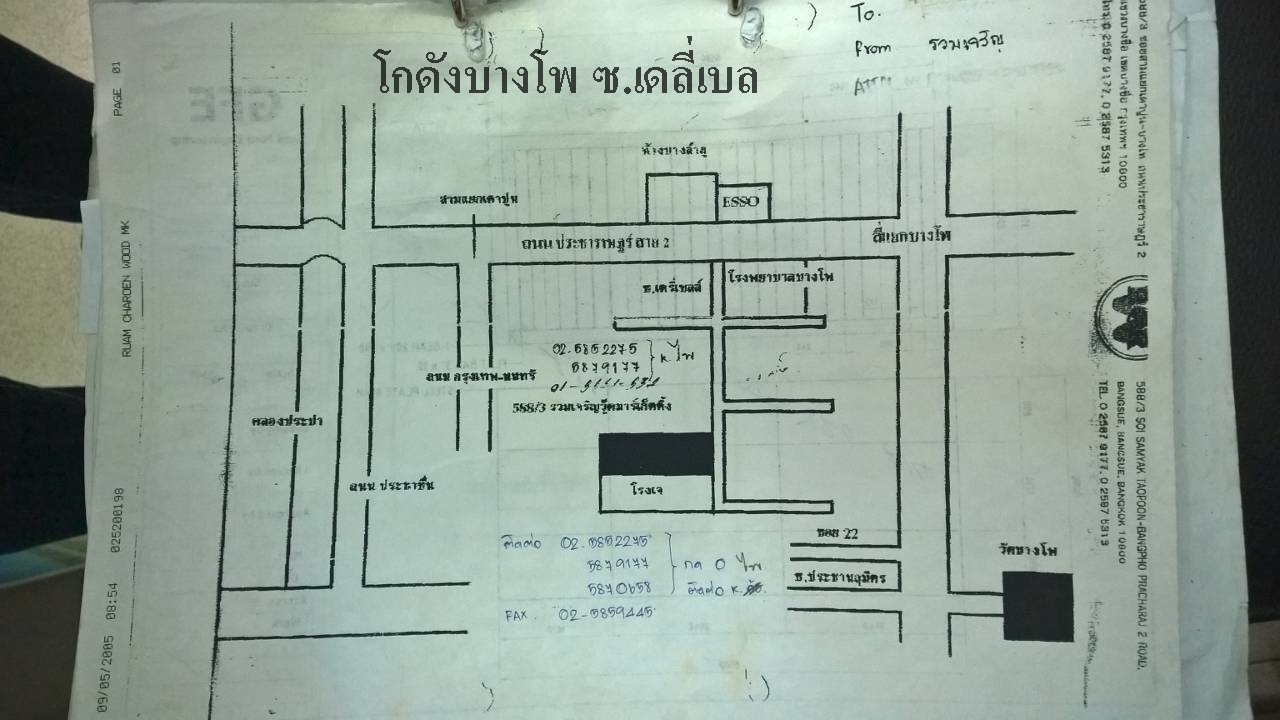 โกดังบางโพ ซ.เดลี่เบล
To.
From รวมเจริญ
ATTN
PAGE 01
RUAM CHAROEN WOOD MK
025200198
09/05/2005 08:54
ห้างบางลำภู
ESSO
สามแยกเตาปูน
ถนน ประชาราษฎร์ สาย 2
สี่แยกบางโพ
ซ.เดรี่เบลล์
โรงพยาบาลบางโพ
02-5852275
5879177
K ไพ
ถนน กรุงเทพ-นนทรี
588/3 รวมเจริญวู๊ดมาร์เก็ตติ้ง
คลองประปา
ถนน ประชาชื่น
โรงเจ
ติดต่อ 02-5852275
5879177
5870658
กด 0 ไพ
ติดต่อ K.
FAX. 02-5859445
ซอย 22
ซ.ประชานฤมิตร
วัดบางโพ
588/3 SOI SAMYAK TAOPOON-BANGPHO PRACHARAJ 2 ROAD,
BANGSUE, BANGSUE, BANGKOK 10800
TEL. 0 2587 9177, 0 2587 5313
ซอยสามแยกเตาปูน-บางโพ ถนนประชาราษฎร์ 2
แขวงบางซื่อ เขตบางซื่อ กรุงเทพฯ 10800
โทร. 0 2587 9177, 0 2587 5313